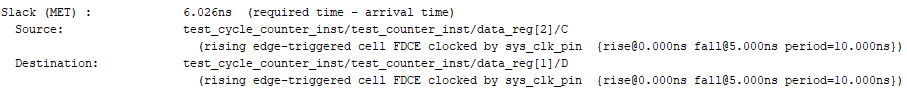 Slack (MET) : 6.026ns (required time - arrival time)
Source: test_cycle_counter_inst/test_counter_inst/data_reg[2]/C
(rising edge-triggered cell FDCE clocked by sys_clk_pin {rise@0.000ns fall@5.000ns period=10.000ns})
Destination: test_cycle_counter_inst/test_counter_inst/data_reg[1]/D
(rising edge-triggered cell FDCE clocked by sys_clk_pin {rise@0.000ns fall@5.000ns period=10.000ns})